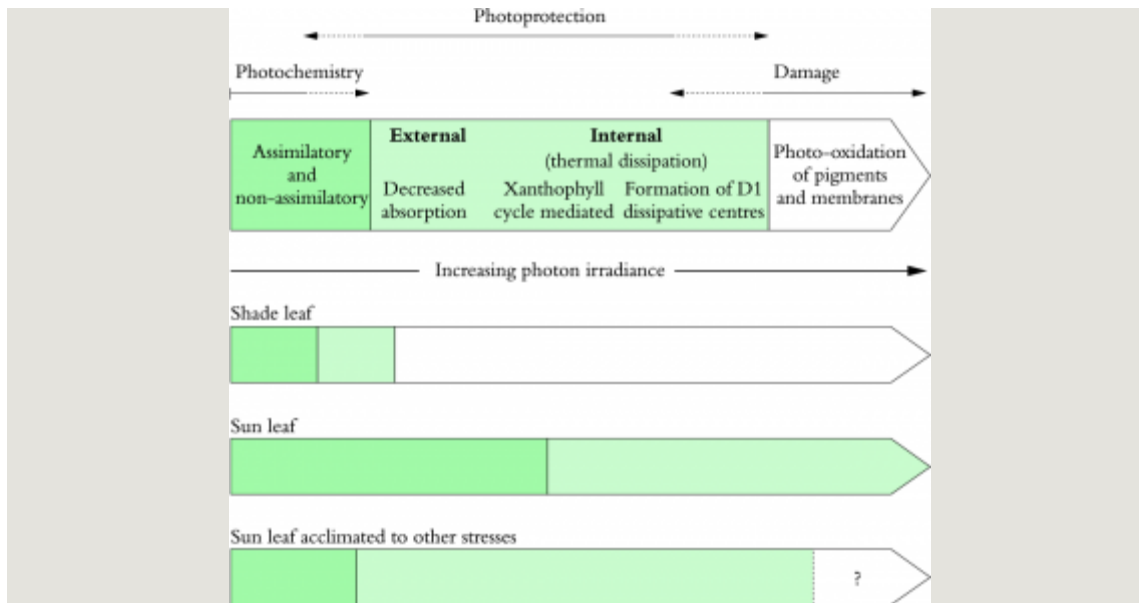 Photoprotection
Photochemistry
Damage
Assimilatory
and
non-assimilatory
External
Decreased
absorption
Internal
(thermal dissipation)
Xanthophyll
cycle mediated
Formation of D1
dissipative centres
Photo-oxidation
of pigments
and membranes
Increasing photon irradiance
Shade leaf
Sun leaf
Sun leaf acclimated to other stresses
?